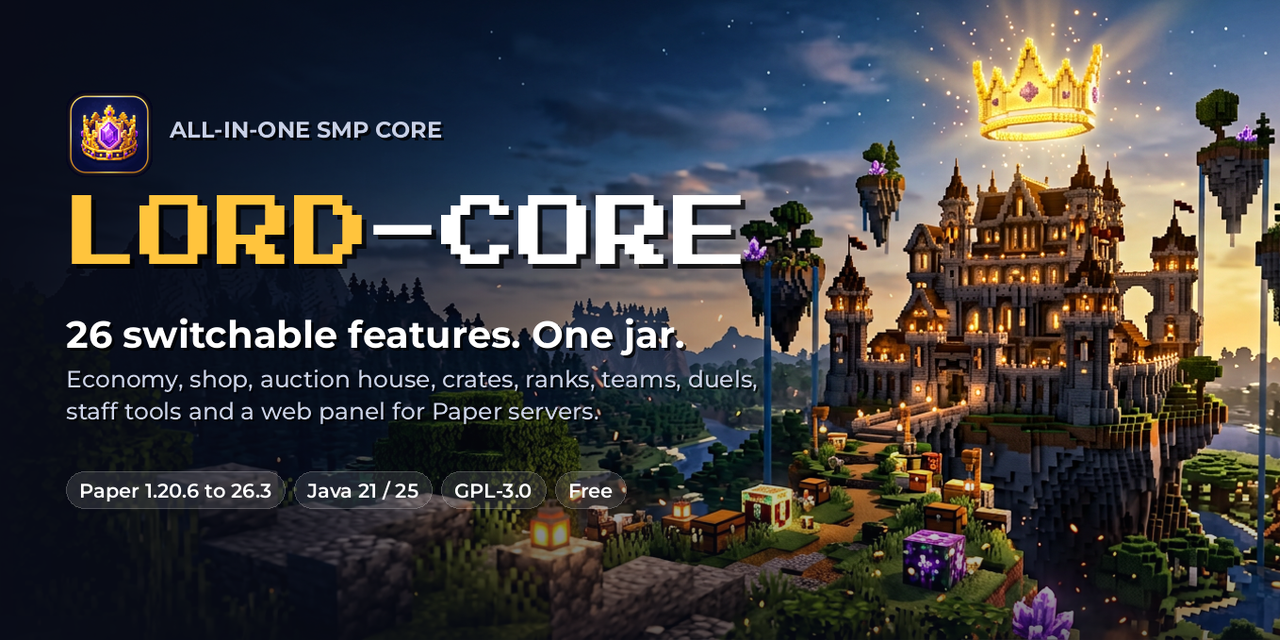 ALL-IN-ONE SMP CORE
LORD-CORE
26 switchable features. One jar.
Economy, shop, auction house, crates, ranks, teams, duels,
staff tools and a web panel for Paper servers.
Paper 1.20.6 to 26.3 Java 21 / 25 GPL-3.0 Free